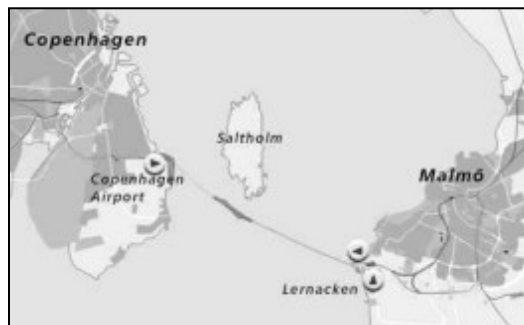 Copenhagen
Saltholm
Copenhagen
Airport
Malmö
Lernacken